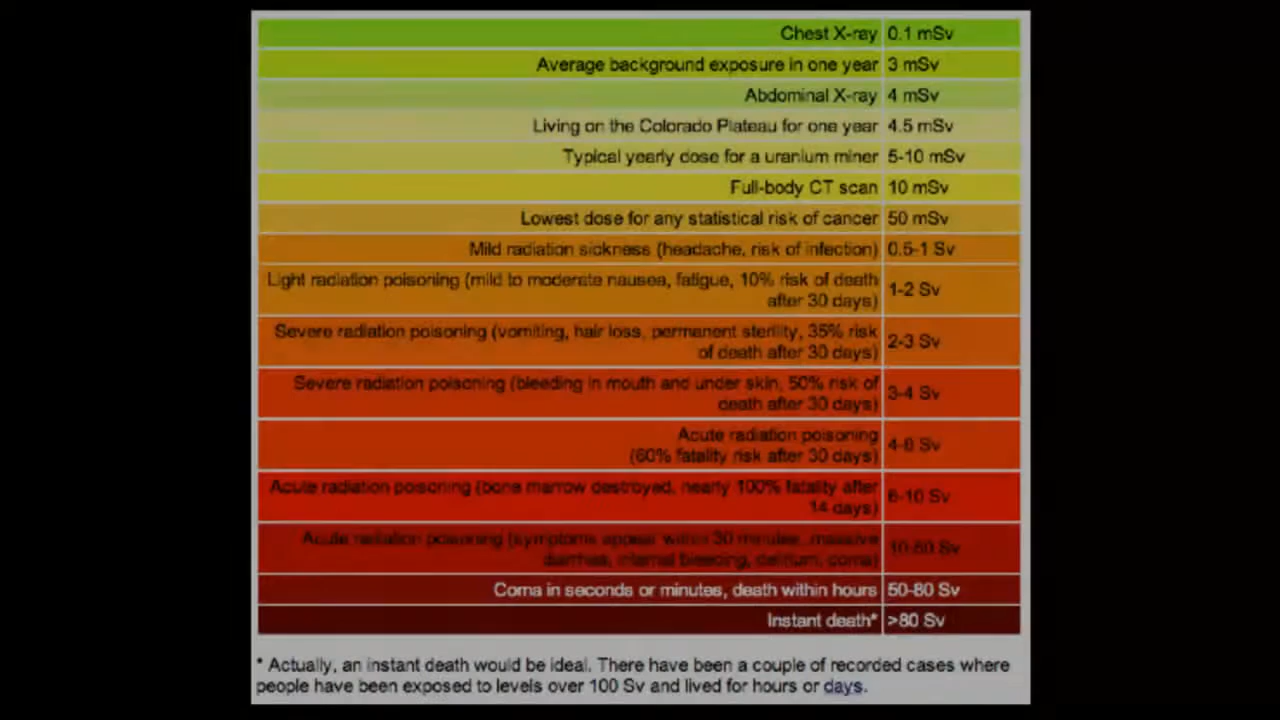 Chest X-ray 0.1 mSv
Average background exposure in one year 3 mSv
Abdominal X-ray 4 mSv
Living on the Colorado Plateau for one year 4.5 mSv
Typical yearly dose for a uranium miner 5-10 mSv
Full-body CT scan 10 mSv
Lowest dose for any statistical risk of cancer 50 mSv
Mild radiation sickness (headache, risk of infection) 0.5-1 Sv
Light radiation poisoning (mild to moderate nausea, fatigue, 10% risk of death
after 30 days) 1-2 Sv
Severe radiation poisoning (vomiting, hair loss, permanent sterility, 35% risk
of death after 30 days) 2-3 Sv
Severe radiation poisoning (bleeding in mouth and under skin, 50% risk of
death after 30 days) 3-4 Sv
Acute radiation poisoning
(60% fatality risk after 30 days) 4-6 Sv
Acute radiation poisoning (bone marrow destroyed, nearly 100% fatality after
14 days) 6-10 Sv
Acute radiation poisoning (symptoms appear within 30 minutes, massive
diarrhea, internal bleeding, delirium, coma) 10-50 Sv
Coma in seconds or minutes, death within hours 50-80 Sv
Instant death* >80 Sv
* Actually, an instant death would be ideal. There have been a couple of recorded cases where
people have been exposed to levels over 100 Sv and lived for hours or days.